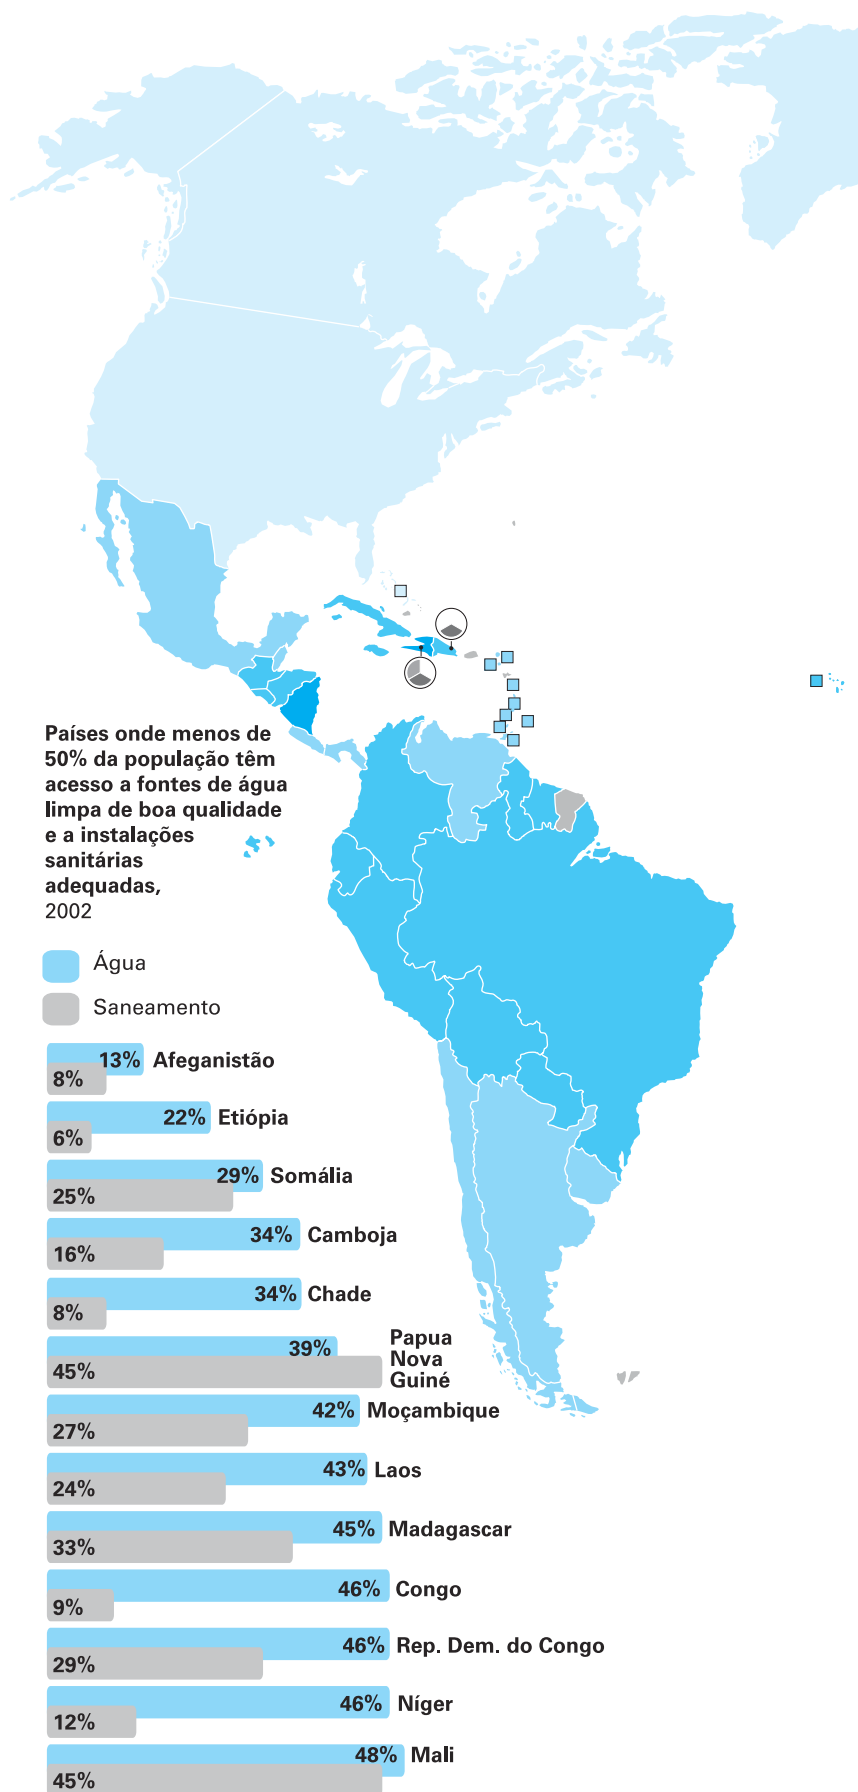 Países onde menos de
50% da população têm
acesso a fontes de água
limpa de boa qualidade
e a instalações
sanitárias
adequadas,
2002
Água
Saneamento
13% Afeganistão
8%
22% Etiópia
6%
29% Somália
25%
34% Camboja
16%
34% Chade
8%
39% Papua
Nova
Guiné
45%
42% Moçambique
27%
43% Laos
24%
45% Madagascar
33%
46% Congo
9%
46% Rep. Dem. do Congo
29%
46% Níger
12%
48% Mali
45%